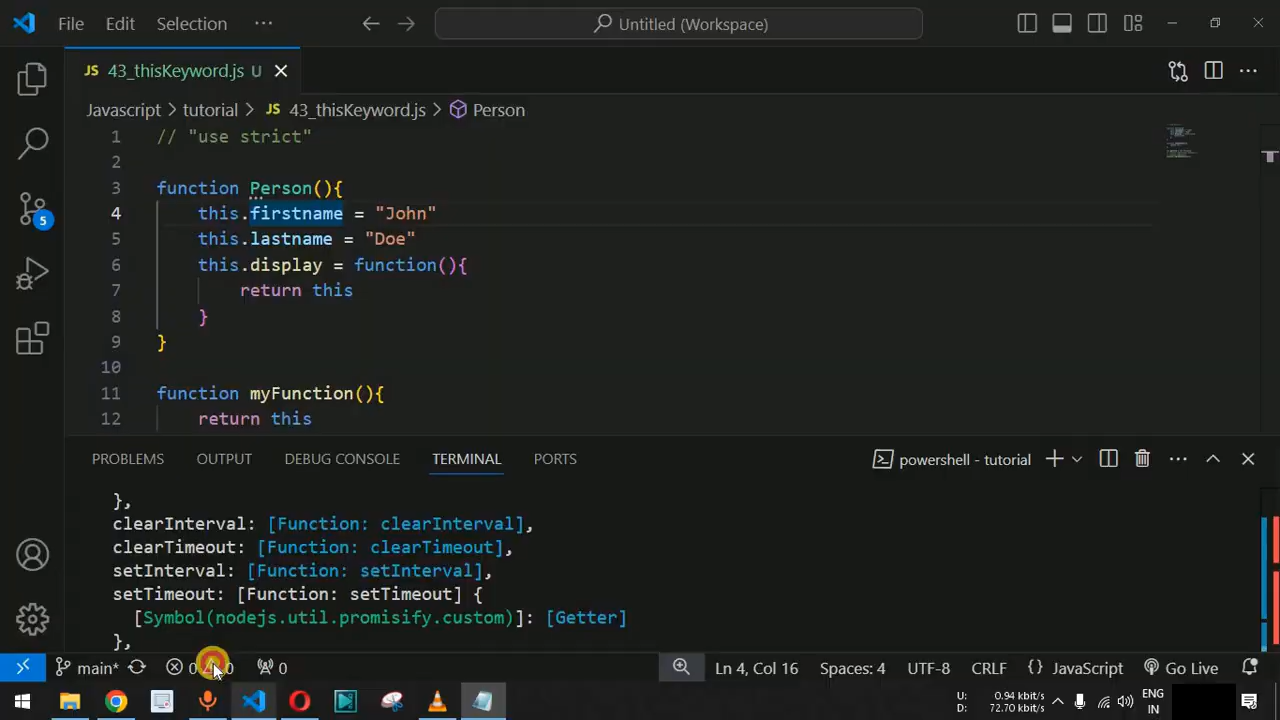 File Edit Selection ··· Untitled (Workspace)
JS 43_thisKeyword.js U
Javascript > tutorial > JS 43_thisKeyword.js > Person
1 // "use strict"
2
3 function Person(){
4 this.firstname = "John"
5 this.lastname = "Doe"
6 this.display = function(){
7 return this
8 }
9 }
10
11 function myFunction(){
12 return this
PROBLEMS OUTPUT DEBUG CONSOLE TERMINAL PORTS powershell - tutorial
},
clearInterval: [Function: clearInterval],
clearTimeout: [Function: clearTimeout],
setInterval: [Function: setInterval],
setTimeout: [Function: setTimeout] {
[Symbol(nodejs.util.promisify.custom)]: [Getter]
},
5
main* 0 0 0 Ln 4, Col 16 Spaces: 4 UTF-8 CRLF {} JavaScript Go Live
U: 0.94 kbit/s ENG
D: 72.70 kbit/s IN